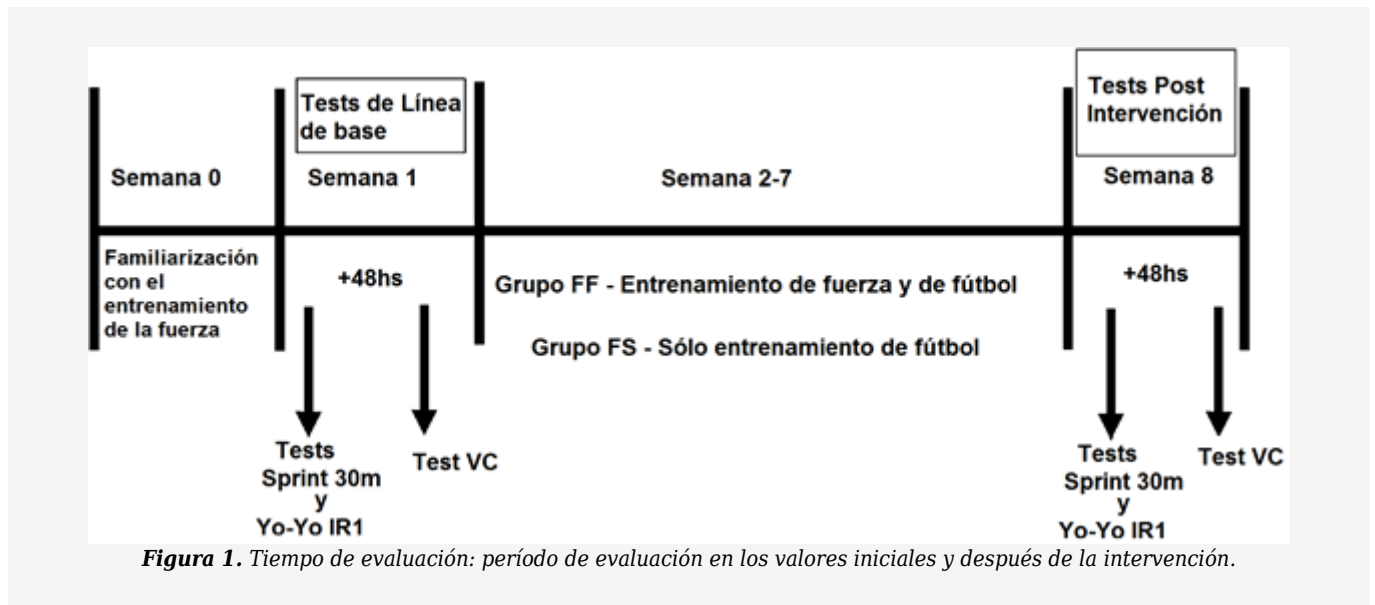 Tests de Línea
de base
Tests Post
Intervención
Semana 0
Semana 1
Semana 2-7
Semana 8
Familiarización
con el
entrenamiento
de la fuerza
+48hs
Grupo FF - Entrenamiento de fuerza y de fútbol
Grupo FS - Sólo entrenamiento de fútbol
+48hs
Tests
Sprint 30m
y
Yo-Yo IR1
Test VC
Tests
Sprint 30m
y
Yo-Yo IR1
Test VC
Figura 1. Tiempo de evaluación: período de evaluación en los valores iniciales y después de la intervención.